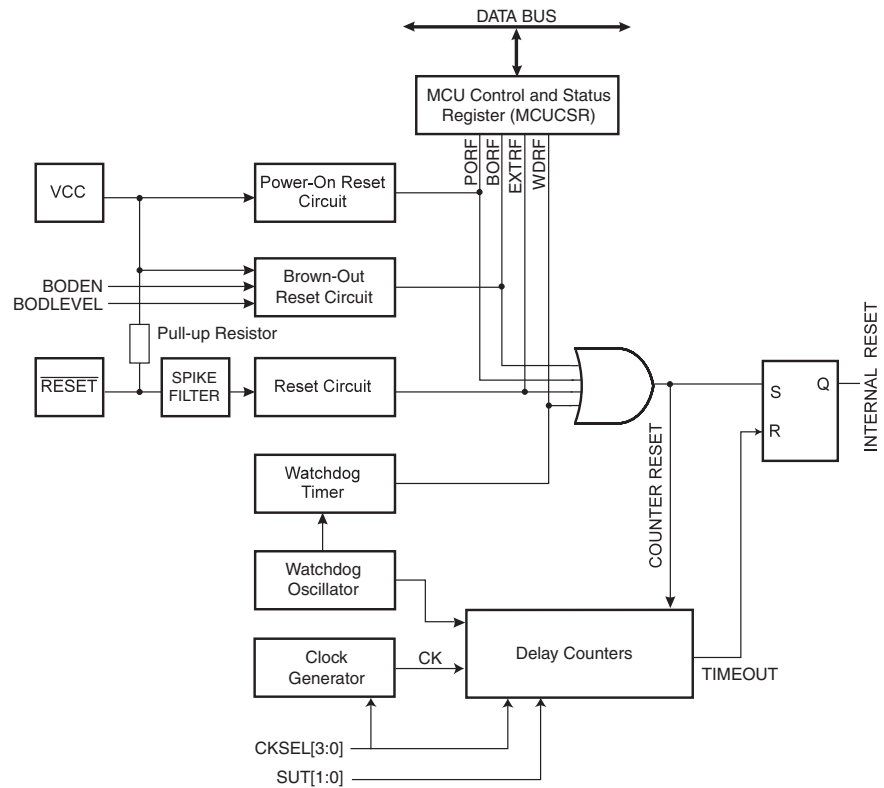 DATA BUS
MCU Control and Status
Register (MCUCSR)
PORF
BORF
EXTRF
WDRF
VCC
Power-On Reset
Circuit
BODEN
BODLEVEL
Brown-Out
Reset Circuit
Pull-up Resistor
RESET
SPIKE
FILTER
Reset Circuit
S
Q
R
INTERNAL RESET
COUNTER RESET
Watchdog
Timer
Watchdog
Oscillator
Clock
Generator
CK
Delay Counters
TIMEOUT
CKSEL[3:0]
SUT[1:0]